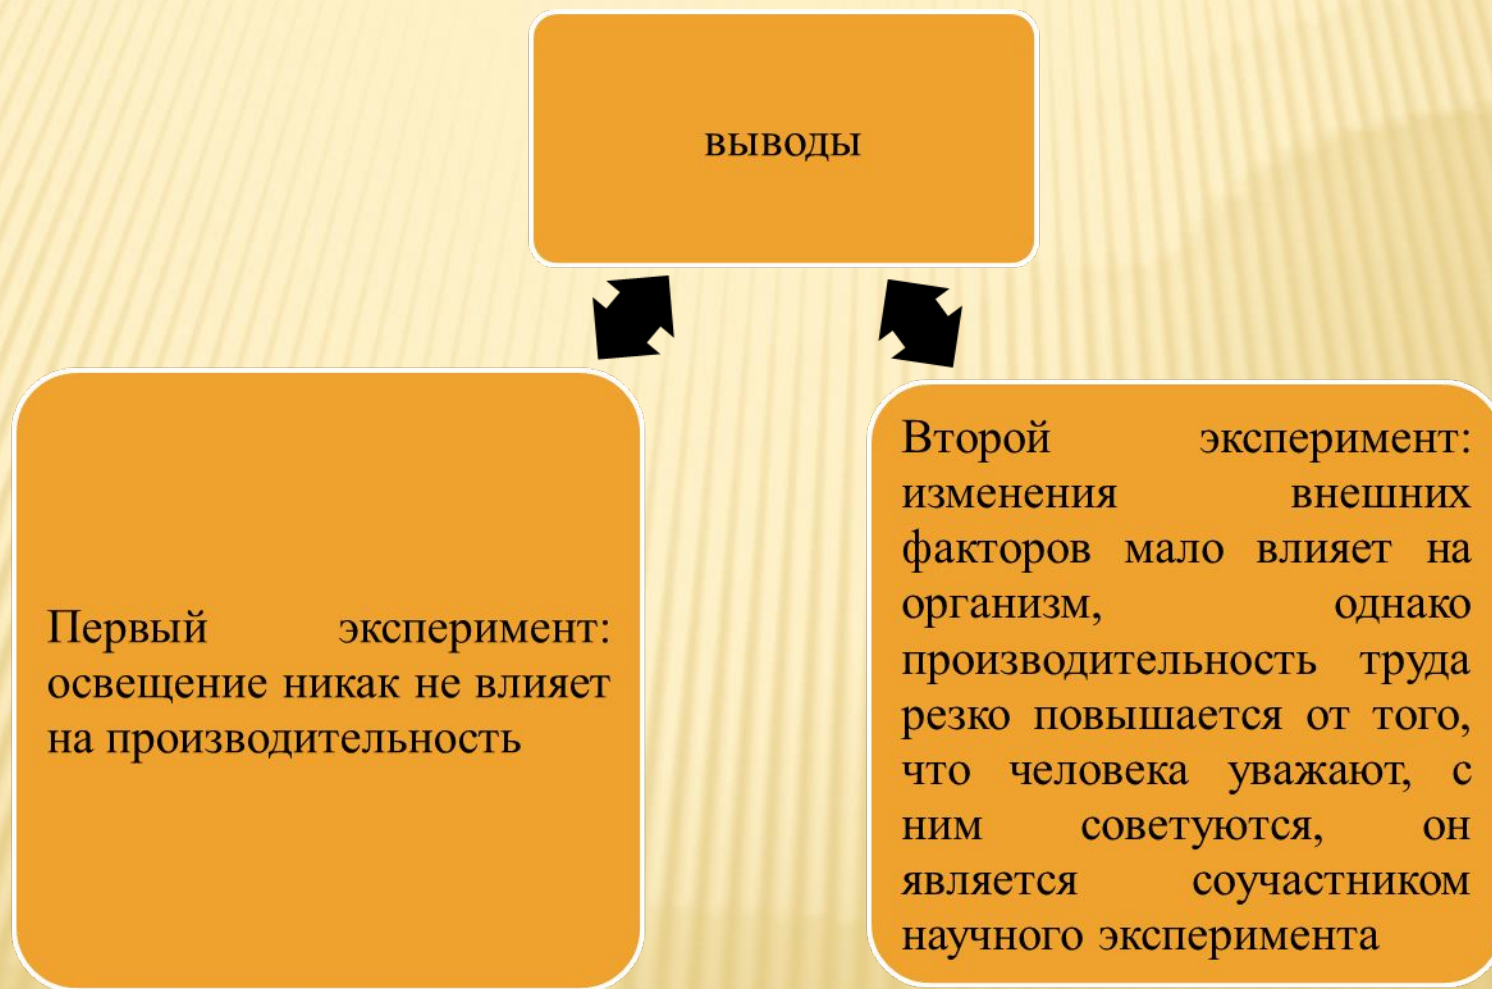 выводы
Первый эксперимент:
освещение никак не влияет
на производительность
Второй эксперимент:
изменения внешних
факторов мало влияет на
организм, однако
производительность труда
резко повышается от того,
что человека уважают, с
ним советуются, он
является соучастником
научного эксперимента